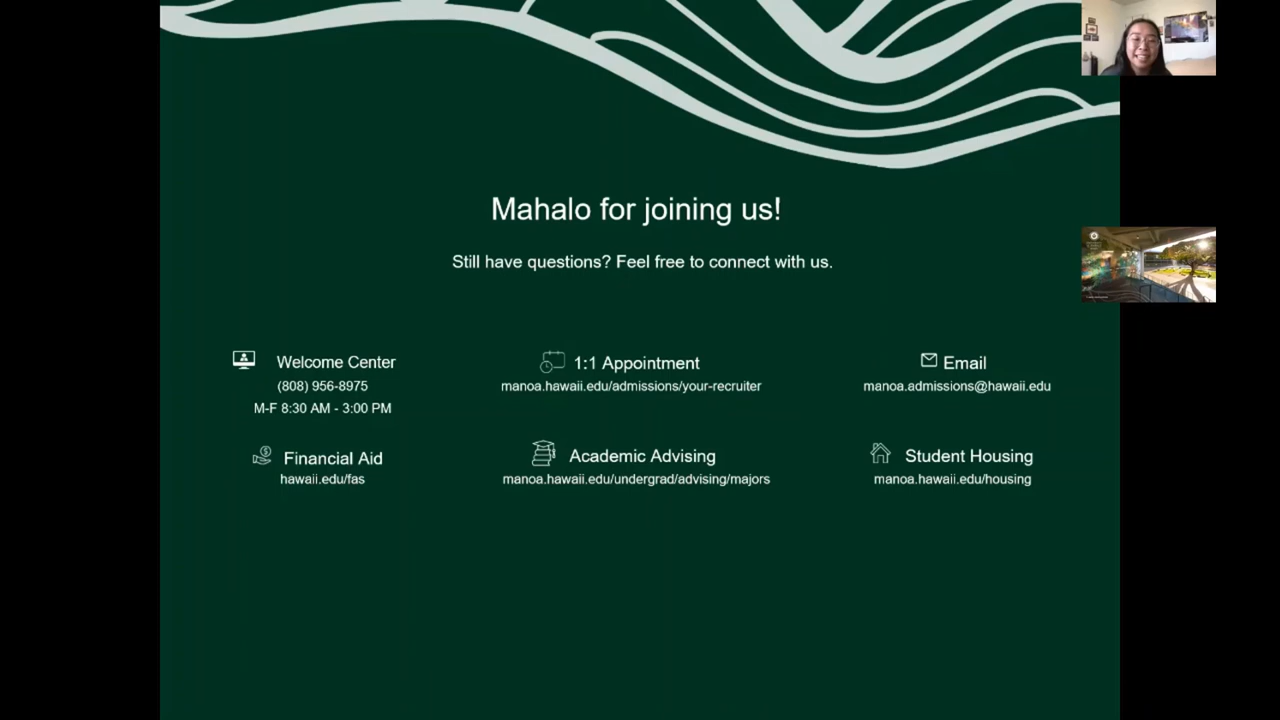 Mahalo for joining us!
Still have questions? Feel free to connect with us.
Welcome Center
(808) 956-8975
M-F 8:30 AM - 3:00 PM
1:1 Appointment
manoa.hawaii.edu/admissions/your-recruiter
Email
manoa.admissions@hawaii.edu
Financial Aid
hawaii.edu/fas
Academic Advising
manoa.hawaii.edu/undergrad/advising/majors
Student Housing
manoa.hawaii.edu/housing